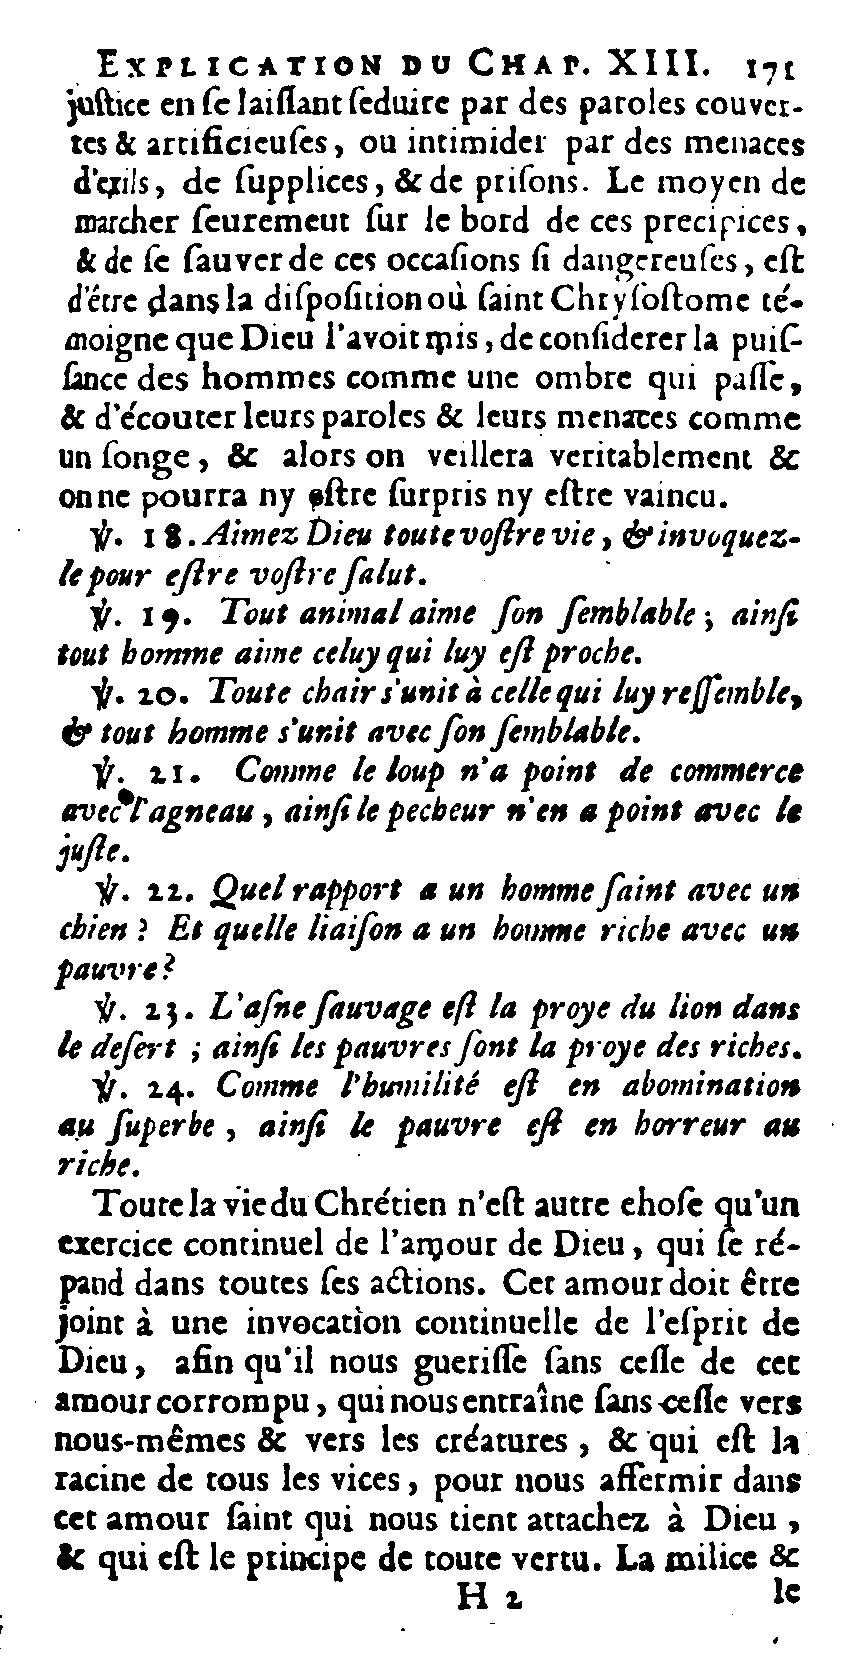 EXPLICATION DU CHAP. XIII. 171
juſtice en ſe laiſſant ſeduire par des paroles couver-
tes & artificieuſes, ou intimider par des menaces
d'exils, de ſupplices, & de priſons. Le moyen de
marcher ſeuremeut ſur le bord de ces precipices,
& de ſe ſauver de ces occaſions ſi dangereuſes, eſt
d'étre dans la diſpoſition où ſaint Chryſoſtome té-
moigne que Dieu l'avoit mis, de conſiderer la puiſ-
ſance des hommes comme une ombre qui paſſe,
& d'écouter leurs paroles & leurs menaces comme
un ſonge, & alors on veillera veritablement &
on ne pourra ny eſtre ſurpris ny eſtre vaincu.
℣. 18. Aimez Dieu toute voſtre vie, & invoquez-
le pour eſtre voſtre ſalut.
℣. 19. Tout animal aime ſon ſemblable; ainſi
tout homme aime celuy qui luy eſt proche.
℣. 20. Toute chair s'unit à celle qui luy reſſemble,
& tout homme s'unit avec ſon ſemblable.
℣. 21. Comme le loup n'a point de commerce
avec l'agneau, ainſi le pecheur n'en a point avec le
juſte.
℣. 22. Quel rapport a un homme ſaint avec un
chien? Et quelle liaiſon a un homme riche avec un
pauvre?
℣. 23. L'aſne ſauvage eſt la proye du lion dans
le deſert; ainſi les pauvres ſont la proye des riches.
℣. 24. Comme l'humilité eſt en abomination
au ſuperbe, ainſi le pauvre eſt en horreur au
riche.
Toute la vie du Chrétien n'eſt autre choſe qu'un
exercice continuel de l'amour de Dieu, qui ſe ré-
pand dans toutes ſes actions. Cet amour doit être
joint à une invocation continuelle de l'eſprit de
Dieu, afin qu'il nous gueriſſe ſans ceſſe de cet
amour corrompu, qui nous entraîne ſans ceſſe vers
nous-mêmes & vers les créatures, & qui eſt la
racine de tous les vices, pour nous affermir dans
cet amour ſaint qui nous tient attachez à Dieu,
& qui eſt le principe de toute vertu. La milice &
H 2 le